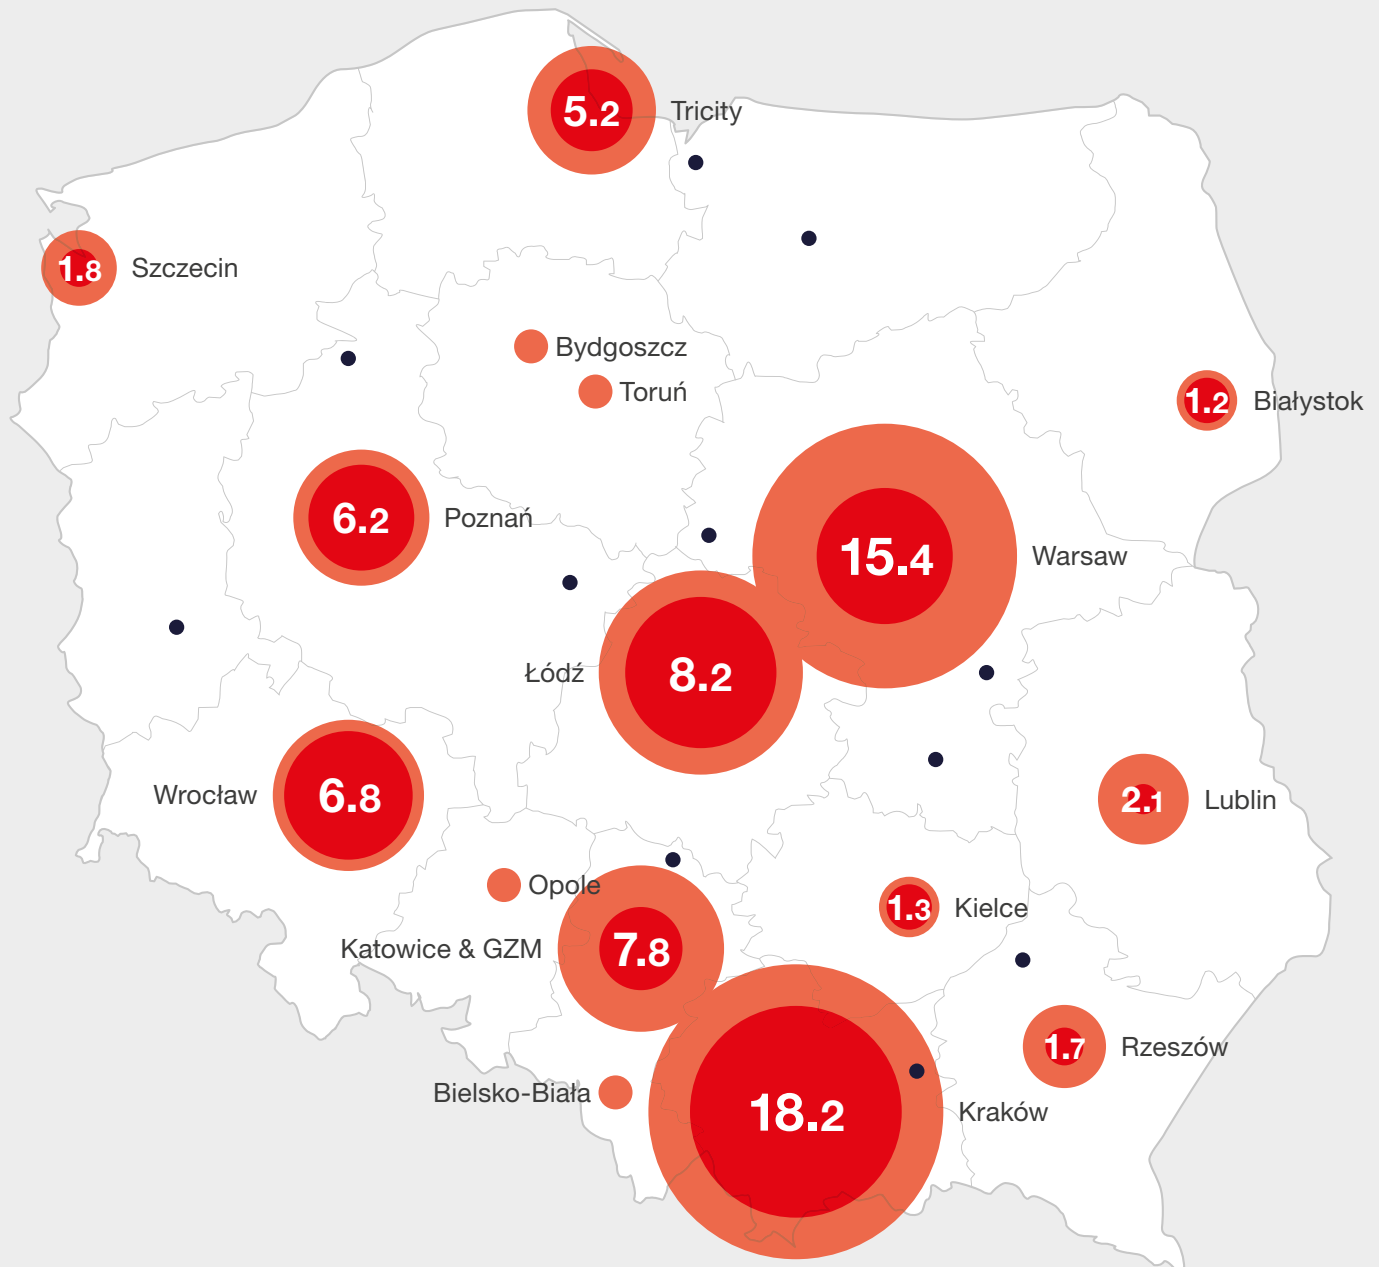 5.2 Tricity
1.8 Szczecin
Bydgoszcz
Toruń
1.2 Białystok
6.2 Poznań
15.4 Warsaw
Łódź 8.2
Wrocław 6.8
2.1 Lublin
Opole
1.3 Kielce
Katowice & GZM 7.8
1.7 Rzeszów
Bielsko-Biała
18.2 Kraków